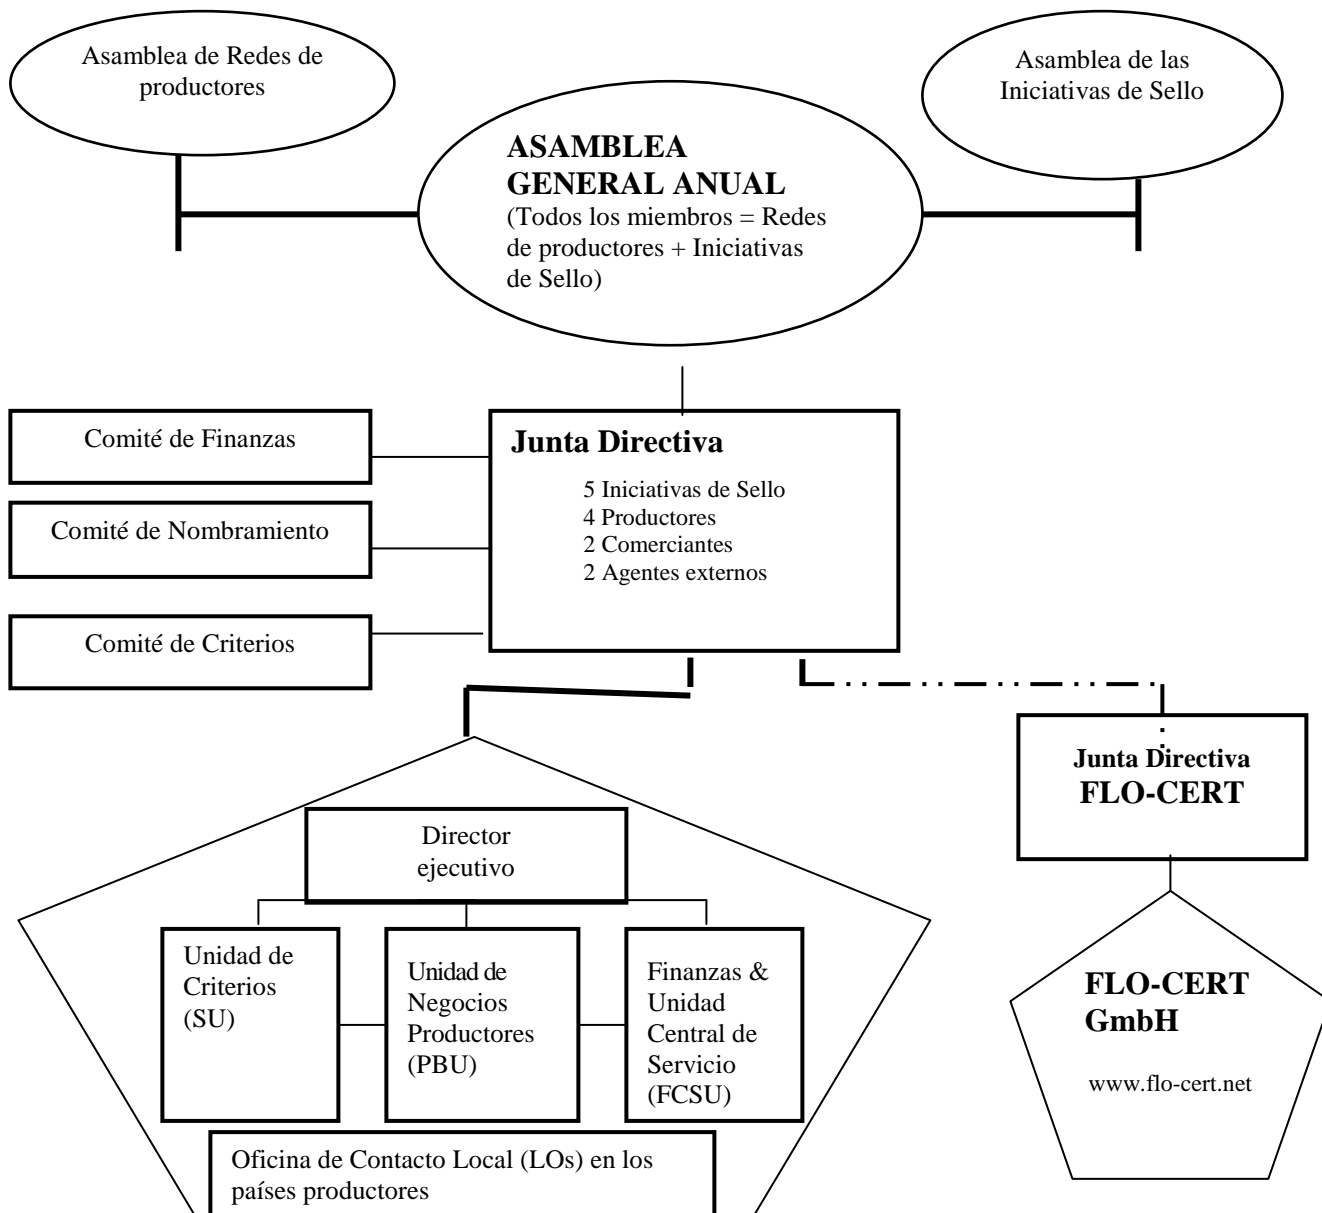 Asamblea de Redes de
productores
Asamblea de las
Iniciativas de Sello
ASAMBLEA
GENERAL ANUAL
(Todos los miembros = Redes
de productores + Iniciativas
de Sello)
Comité de Finanzas
Comité de Nombramiento
Comité de Criterios
Junta Directiva
5 Iniciativas de Sello
4 Productores
2 Comerciantes
2 Agentes externos
Junta Directiva
FLO-CERT
Director
ejecutivo
Unidad de
Criterios
(SU)
Unidad de
Negocios
Productores
(PBU)
Finanzas &
Unidad
Central de
Servicio
(FCSU)
FLO-CERT
GmbH
www.flo-cert.net
Oficina de Contacto Local (LOs) en los
países productores